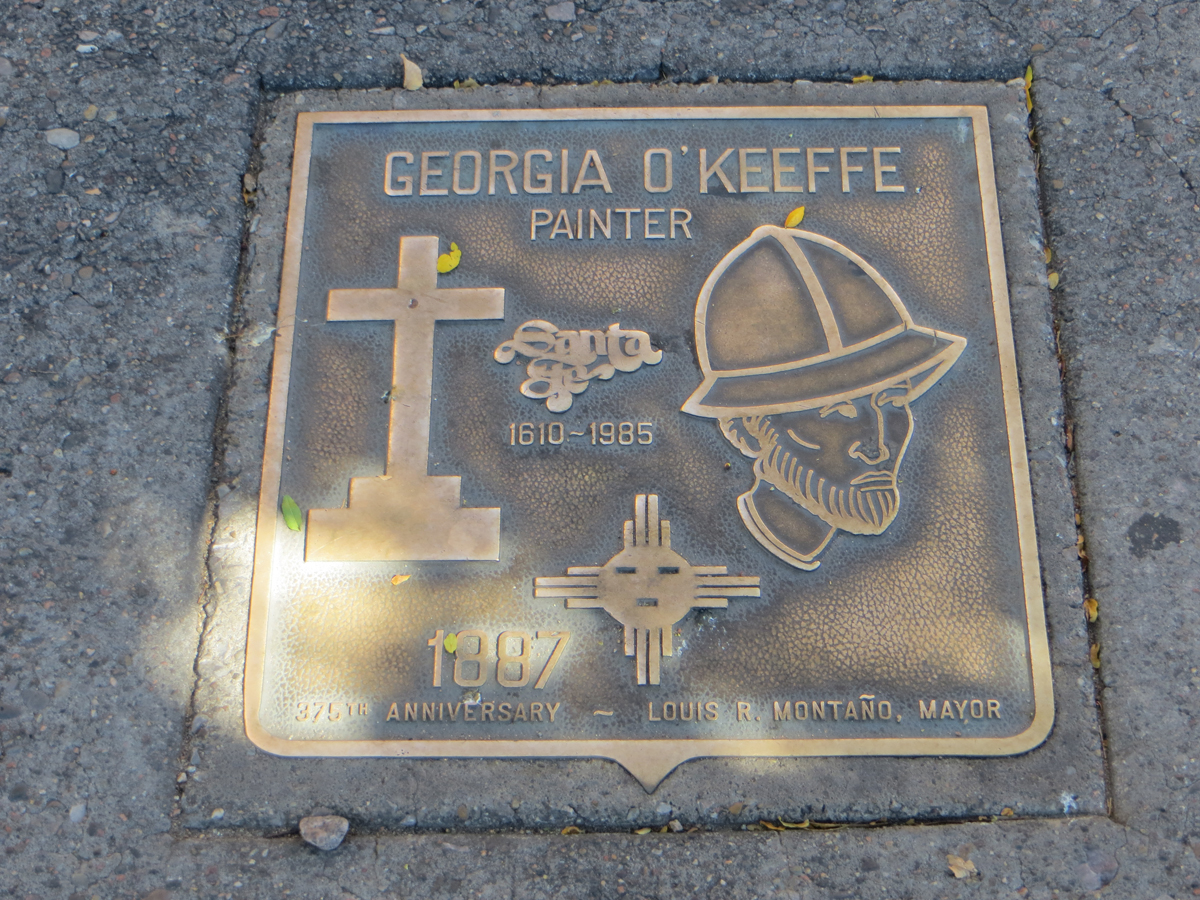 GEORGIA O'KEEFFE
PAINTER
Santa
Fe
1610~1985
1887
375TH ANNIVERSARY ~ LOUIS R. MONTAÑO, MAYOR